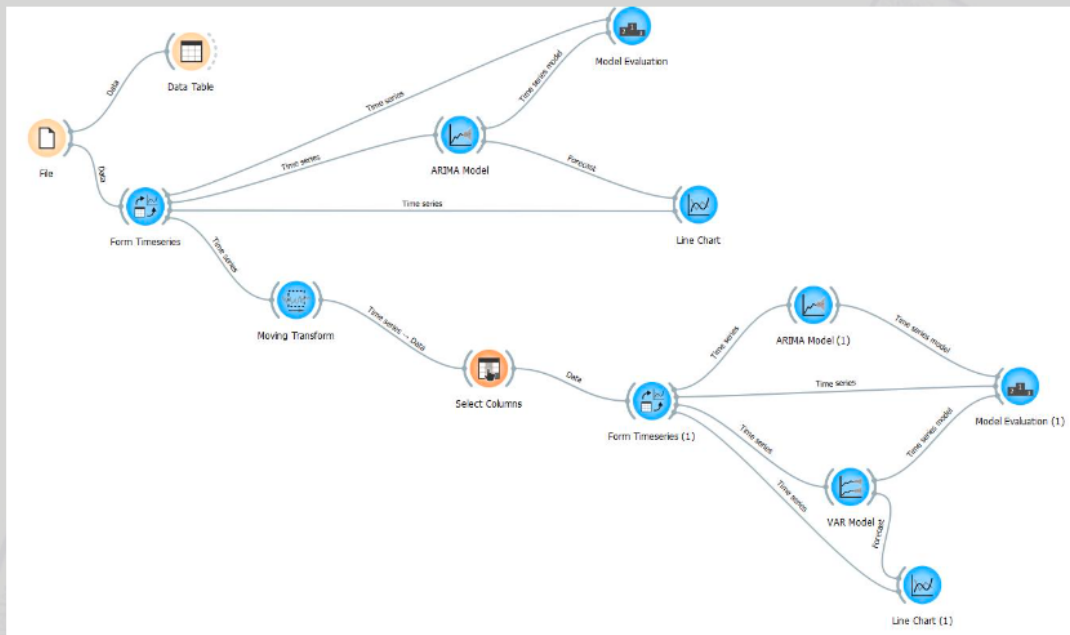 Model Evaluation
Data
Data Table
Time series model
Time series
File
Time series
ARIMA Model
Data
Forecast
Time series
Form Timeseries
Line Chart
Time series
Moving Transform
Time series → Data
Select Columns
Data
Form Timeseries (1)
Time series
ARIMA Model (1)
Time series model
Time series
Model Evaluation (1)
Time series
Time series model
Time series
VAR Model
Forecast
Line Chart (1)